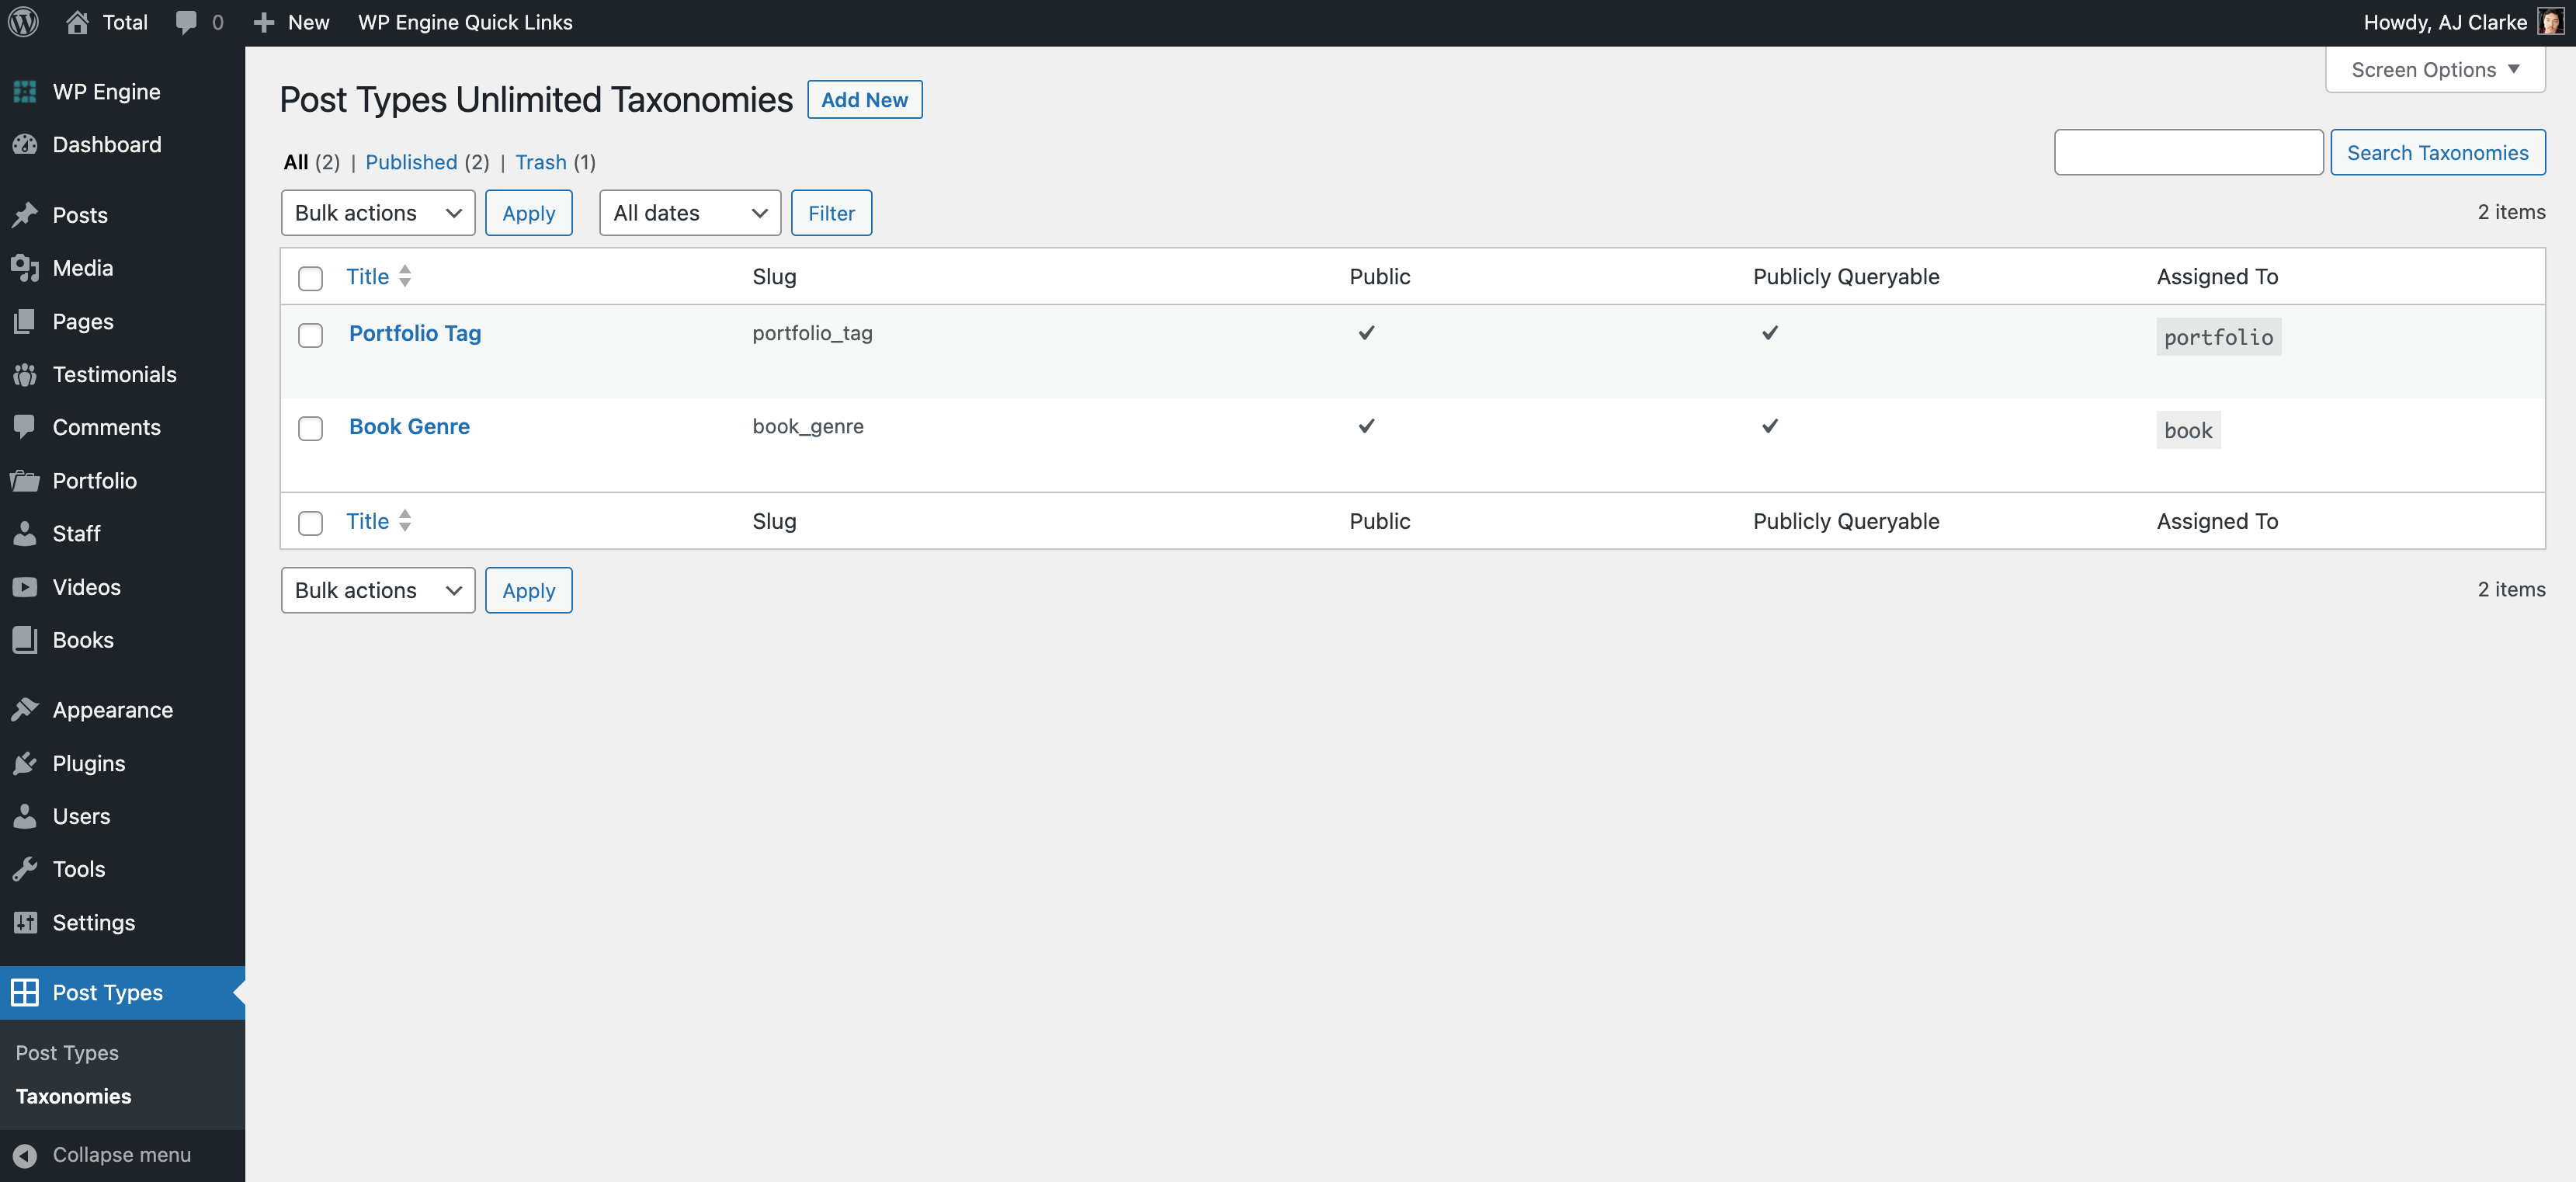 Total 0 New WP Engine Quick Links Howdy, AJ Clarke
WP Engine
Dashboard
Posts
Media
Pages
Testimonials
Comments
Portfolio
Staff
Videos
Books
Appearance
Plugins
Users
Tools
Settings
Post Types
Post Types
Taxonomies
Collapse menu
Screen Options
Post Types Unlimited Taxonomies Add New
All (2) | Published (2) | Trash (1)
Search Taxonomies
Bulk actions Apply All dates Filter 2 items
Title Slug Public Publicly Queryable Assigned To
Portfolio Tag portfolio_tag ✔ ✔ portfolio
Book Genre book_genre ✔ ✔ book
Title Slug Public Publicly Queryable Assigned To
Bulk actions Apply 2 items